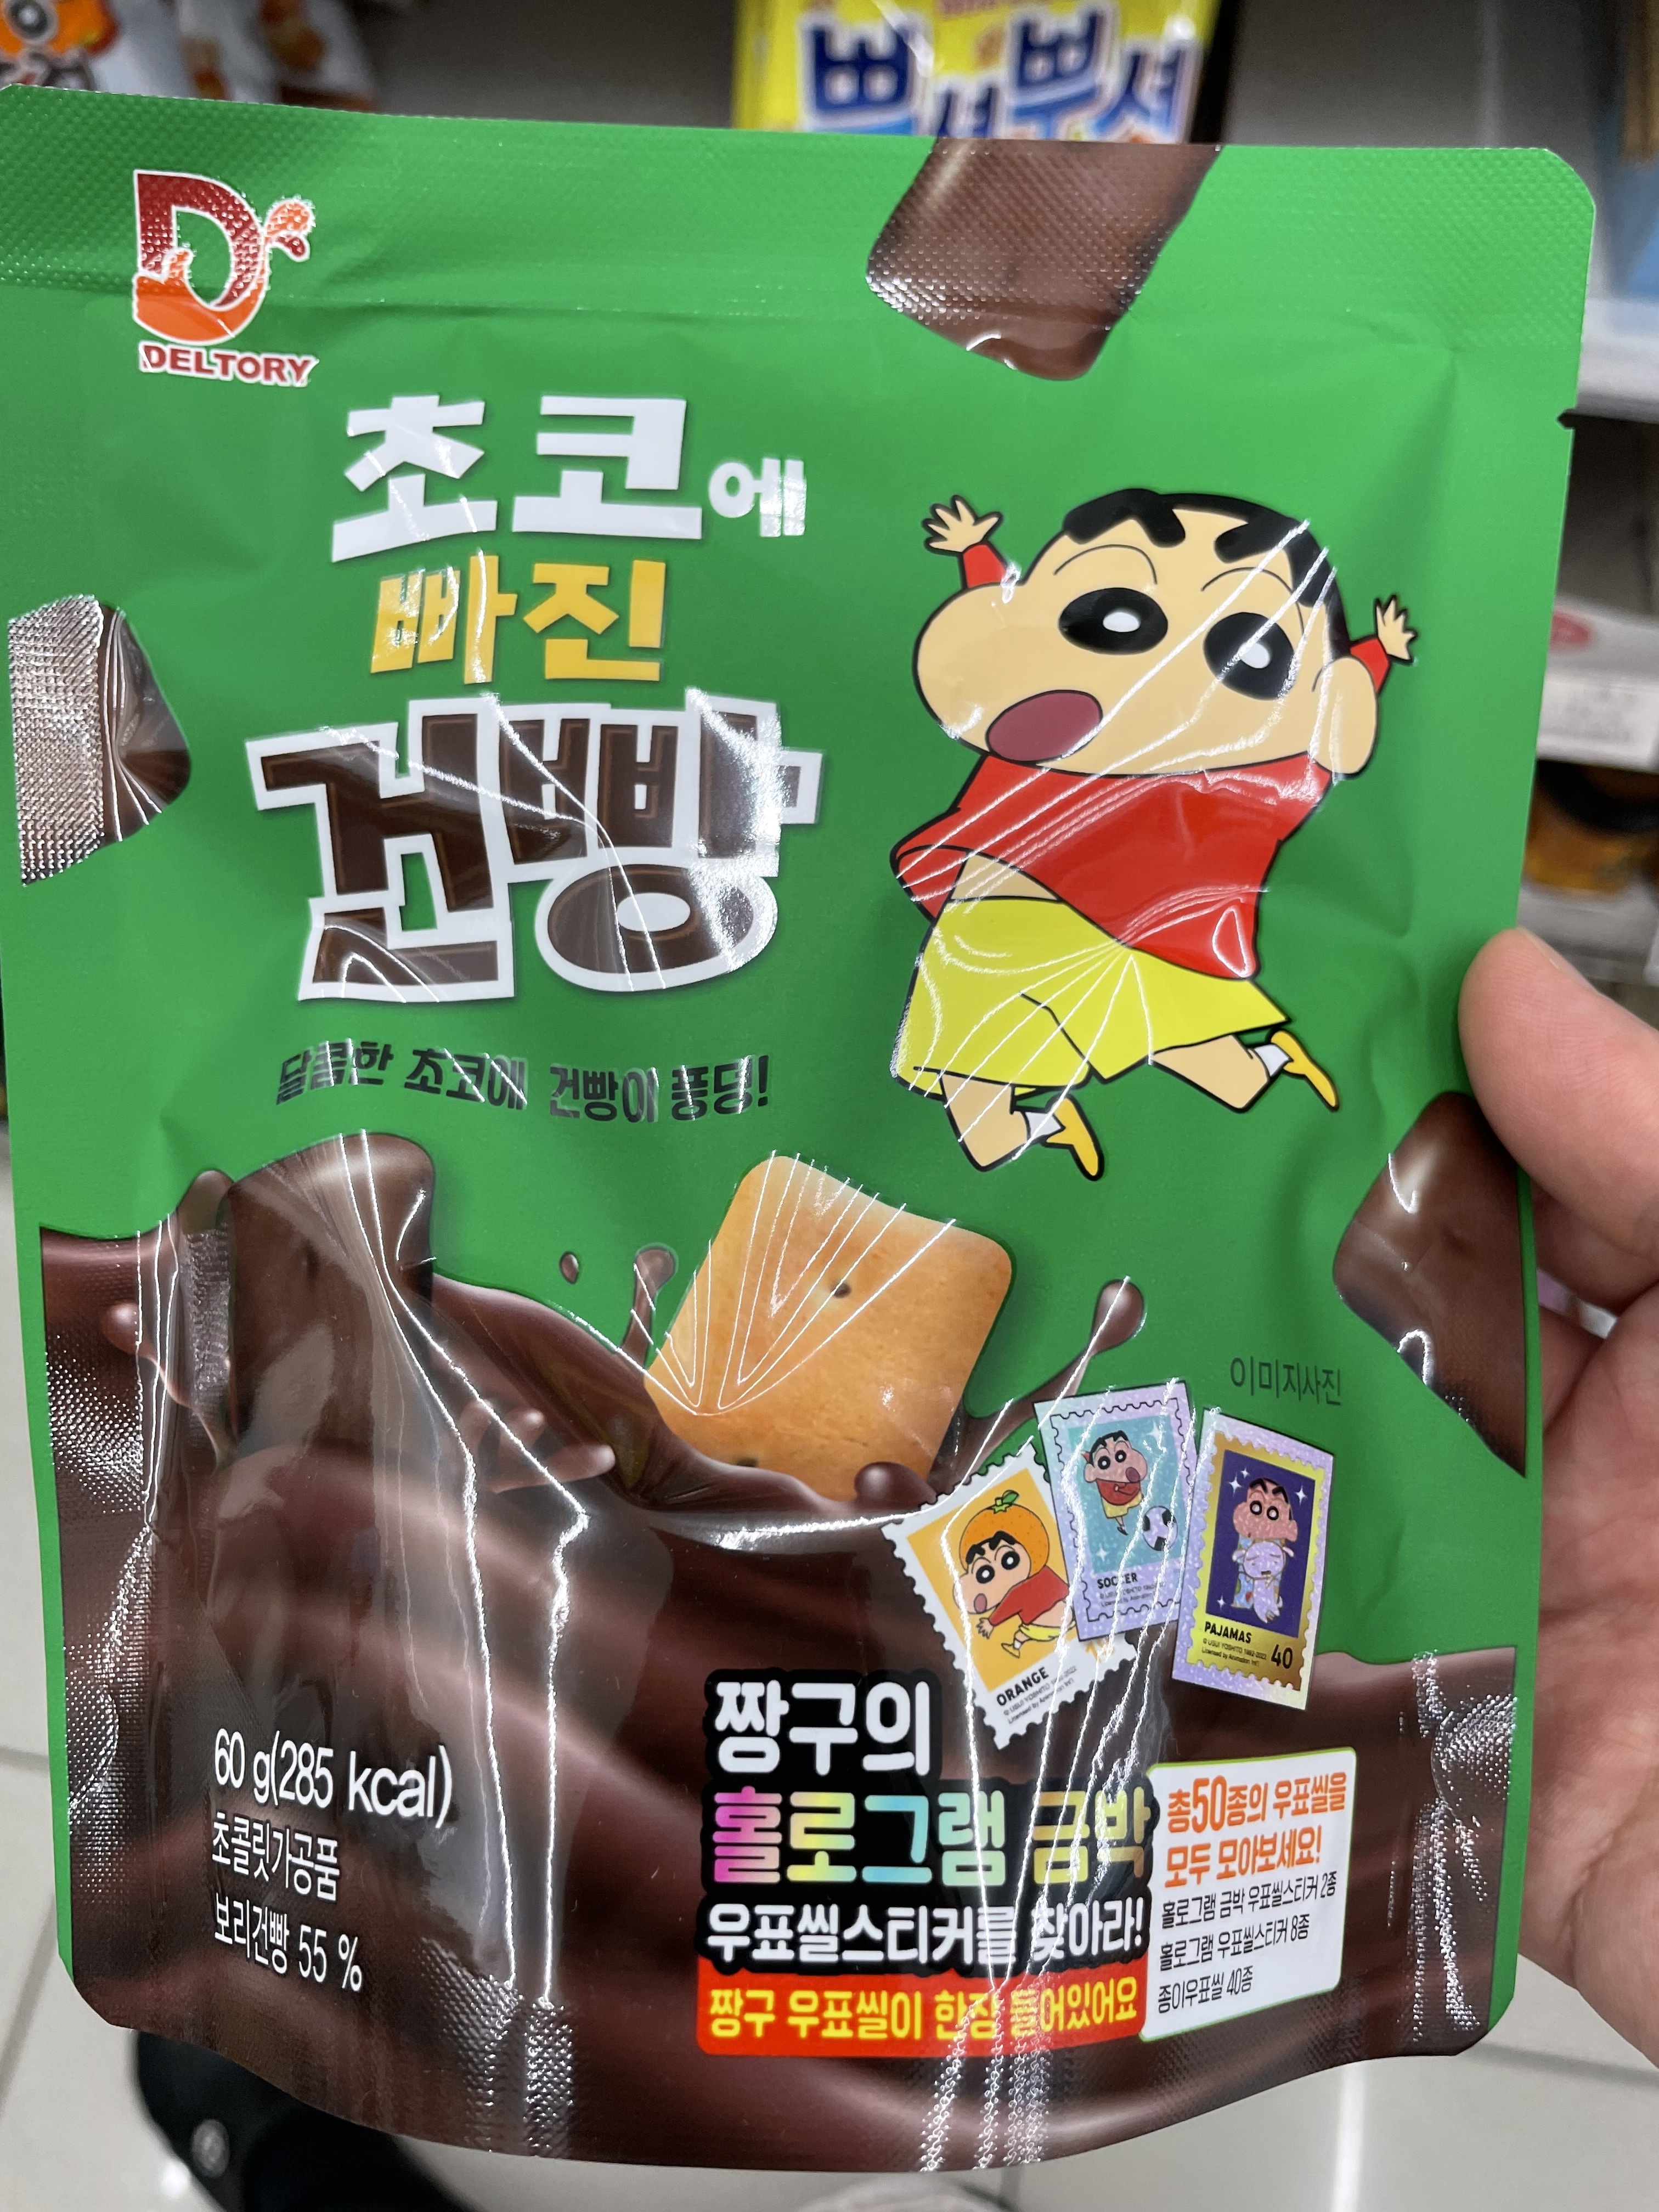 뿌셔뿌셔
DELTORY
초코에
빠진
건빵
달콤한 초코에 건빵이 퐁당!
이미지사진
SOCCER
PAJAMAS
40
ORANGE
짱구의
홀로그램 금박
우표씰스티커를 찾아라!
짱구 우표씰이 한장 들어있어요
총50종의 우표씰을
모두 모아보세요!
홀로그램 금박 우표씰스티커 2종
홀로그램 우표씰스티커 8종
종이우표씰 40종
60 g(285 kcal)
초콜릿가공품
보리건빵 55 %